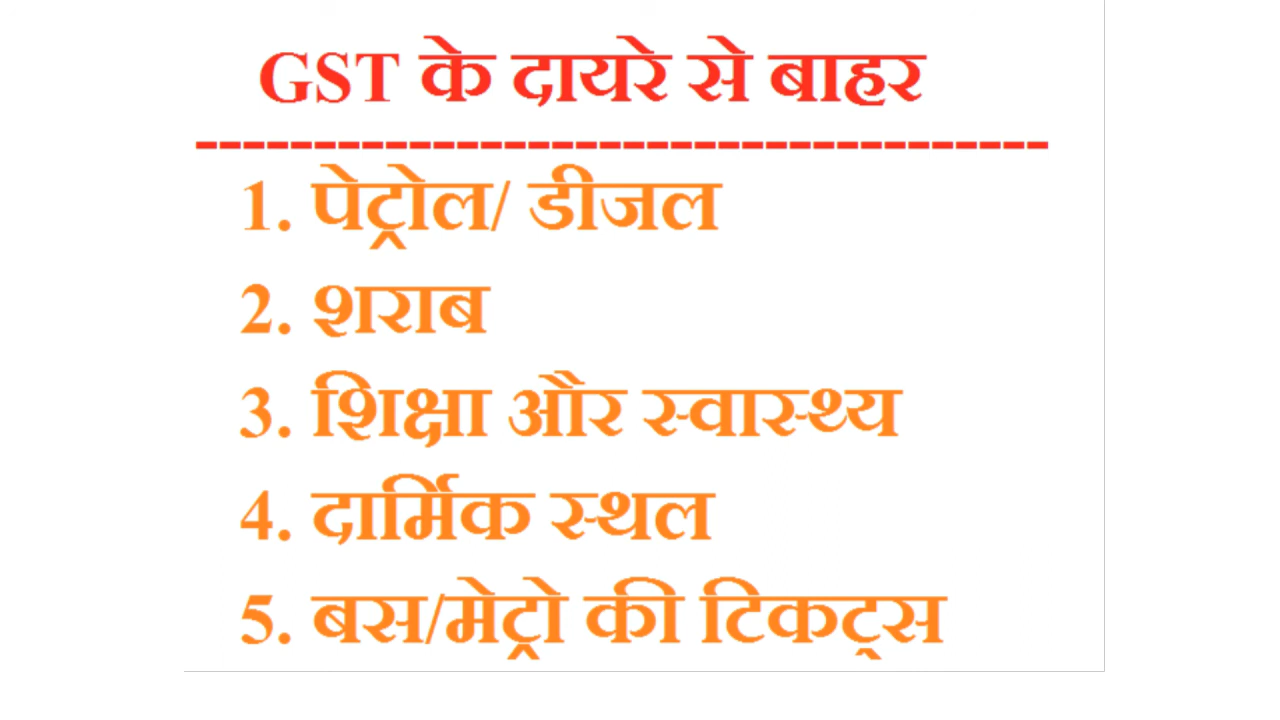 GST के दायरे से बाहर
------------------------------------
1. पेट्रोल/ डीजल
2. शराब
3. शिक्षा और स्वास्थ्य
4. दार्मिक स्थल
5. बस/मेट्रो की टिकट्स